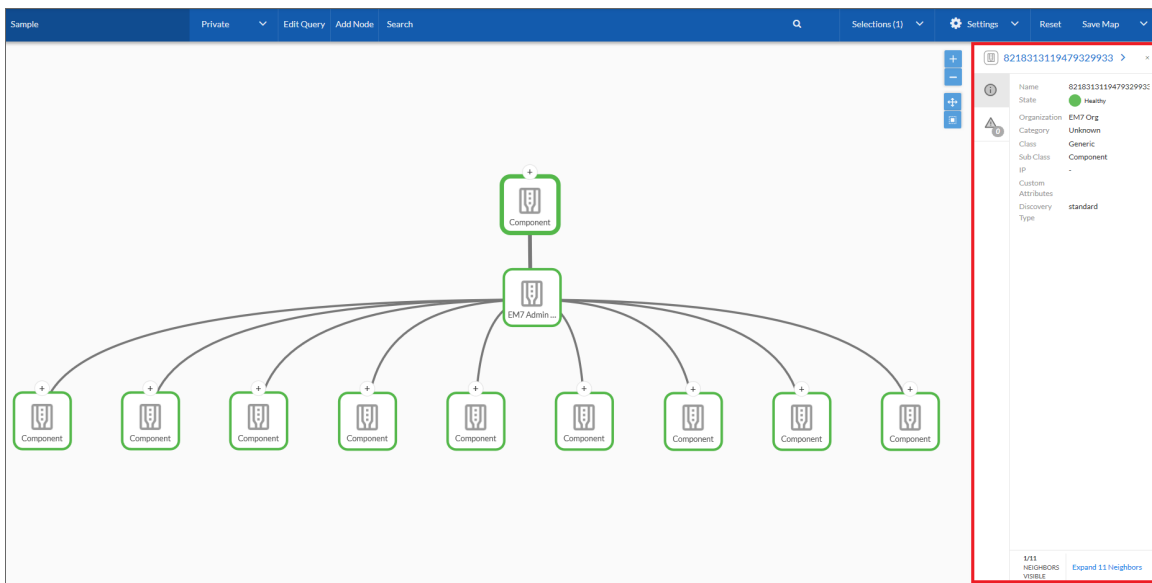 Sample Private Edit Query Add Node Search Selections (1) Settings Reset Save Map
8218313119479329933
Name 8218313119479329933
State Healthy
Organization EM7 Org
Category Unknown
Class Generic
Sub Class Component
IP -
Custom
Attributes
Discovery standard
Type
0
+
Component
EM7 Admin ...
+ + + + + + + + +
Component Component Component Component Component Component Component Component Component
1/11
NEIGHBORS Expand 11 Neighbors
VISIBLE